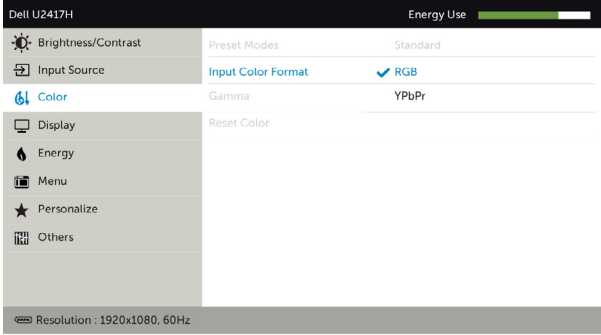 Dell U2417H Energy Use
Brightness/Contrast Preset Modes Standard
Input Source Input Color Format RGB
Color Gamma YPbPr
Display Reset Color
Energy
Menu
Personalize
Others
Resolution : 1920x1080, 60Hz